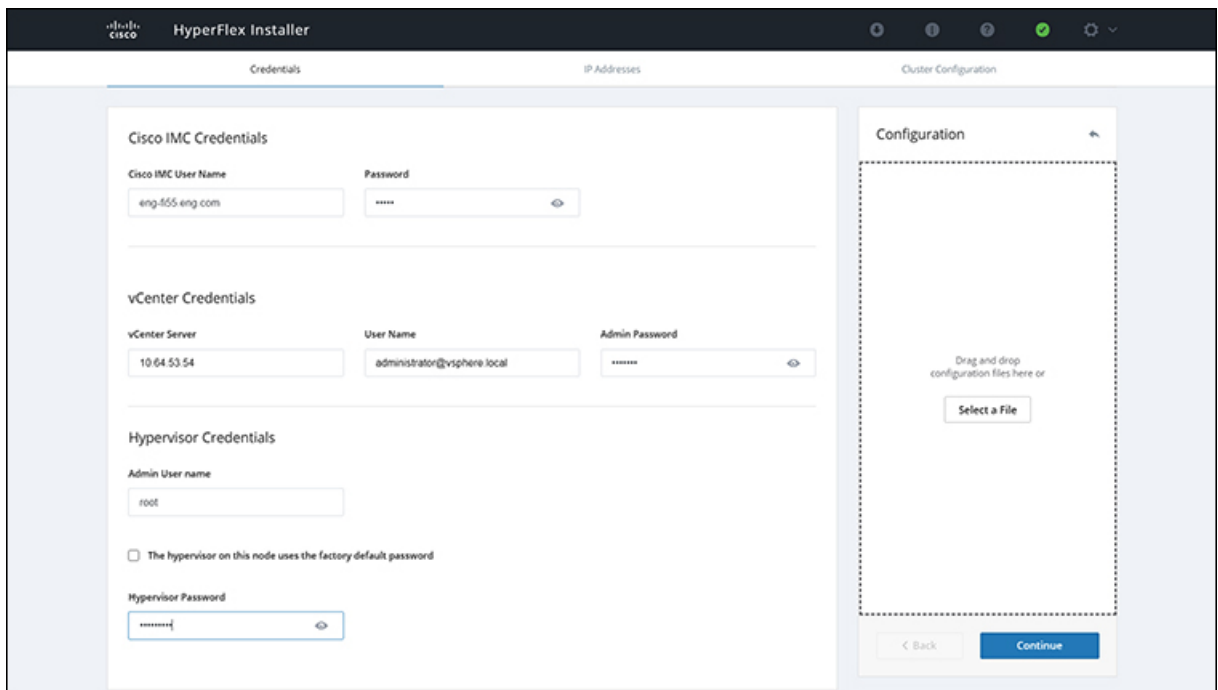 cisco
HyperFlex Installer
Credentials
IP Addresses
Cluster Configuration
Cisco IMC Credentials
Cisco IMC User Name
Password
eng-fi55.eng.com
•••••
vCenter Credentials
vCenter Server
User Name
Admin Password
10.64.53.54
administrator@vsphere.local
•••••••
Hypervisor Credentials
Admin User name
root
The hypervisor on this node uses the factory default password
Hypervisor Password
•••••••••
Configuration
Drag and drop
configuration files here or
Select a File
< Back
Continue